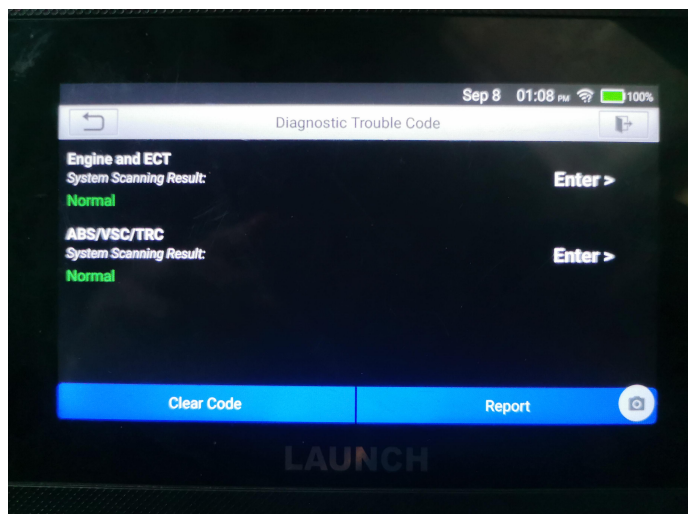 Sep 8 01:08 PM 100%
Diagnostic Trouble Code
Engine and ECT
System Scanning Result:
Enter >
Normal
ABS/VSC/TRC
System Scanning Result:
Enter >
Normal
Clear Code
Report
LAUNCH